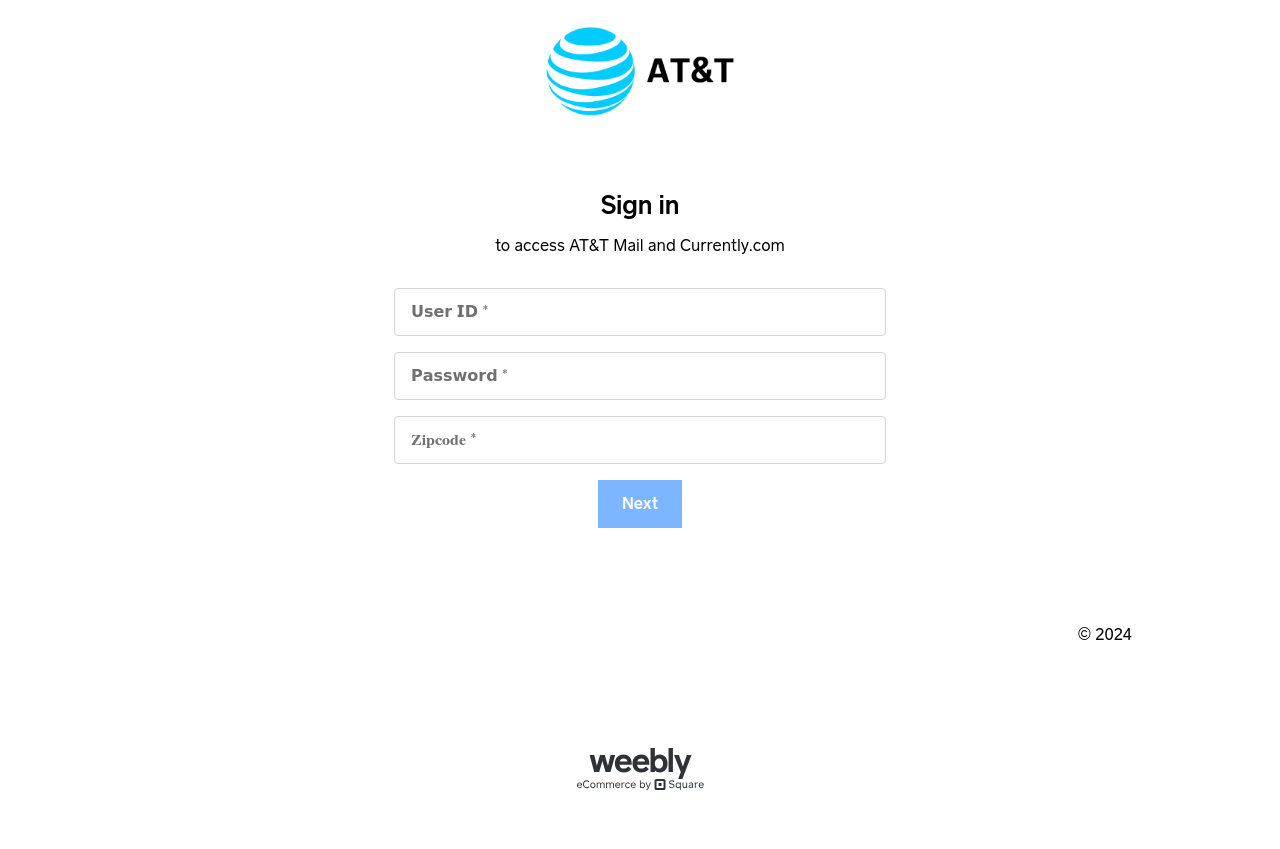 AT&T
Sign in
to access AT&T Mail and Currently.com
User ID *
Password *
Zipcode *
Next
© 2024
weebly
eCommerce by Square